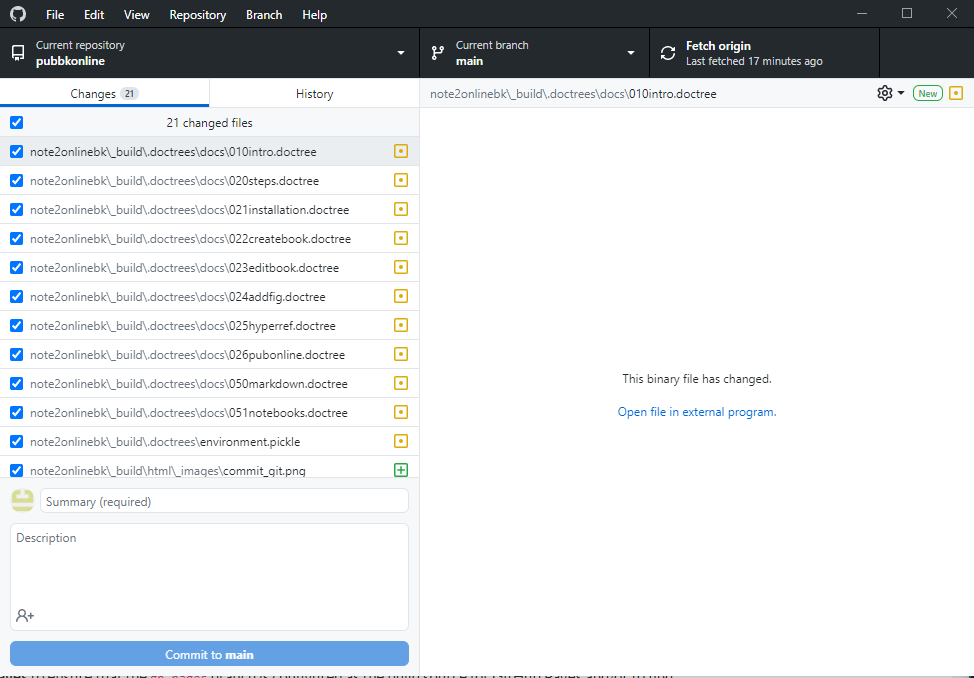 File Edit View Repository Branch Help
Current repository
pubbkonline
Current branch
main
Fetch origin
Last fetched 17 minutes ago
Changes 21
History
note2onlinebk\_build\.doctrees\docs\010intro.doctree
New
21 changed files
note2onlinebk\_build\.doctrees\docs\010intro.doctree
note2onlinebk\_build\.doctrees\docs\020steps.doctree
note2onlinebk\_build\.doctrees\docs\021installation.doctree
note2onlinebk\_build\.doctrees\docs\022createbook.doctree
note2onlinebk\_build\.doctrees\docs\023editbook.doctree
note2onlinebk\_build\.doctrees\docs\024addfig.doctree
note2onlinebk\_build\.doctrees\docs\025hyperref.doctree
note2onlinebk\_build\.doctrees\docs\026pubonline.doctree
note2onlinebk\_build\.doctrees\docs\050markdown.doctree
note2onlinebk\_build\.doctrees\docs\051notebooks.doctree
note2onlinebk\_build\.doctrees\environment.pickle
note2onlinebk\_build\html\_images\commit_git.png
This binary file has changed.
Open file in external program.
Summary (required)
Description
Commit to main